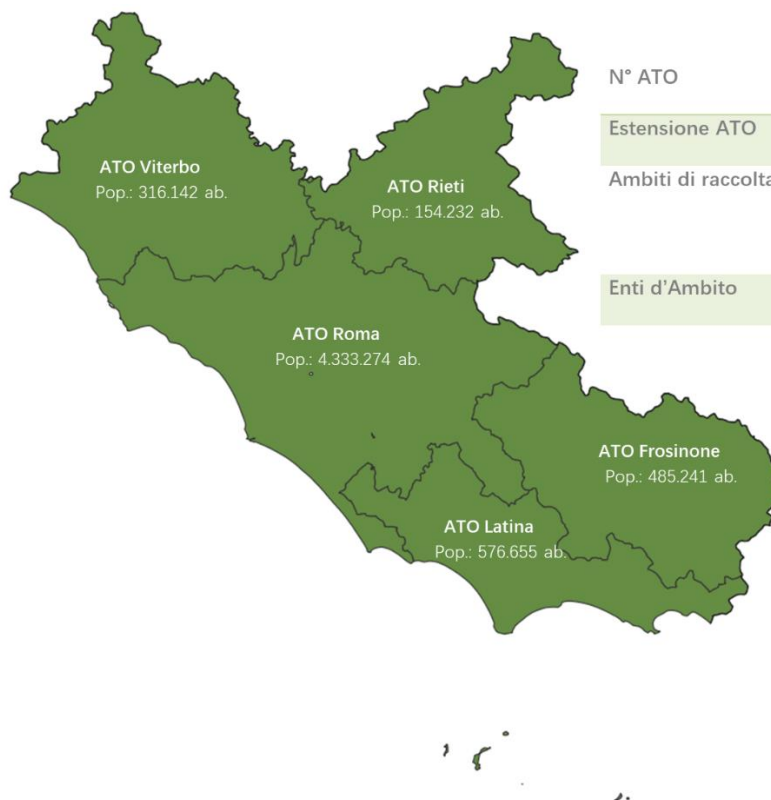 N° ATO
Estensione ATO
ATO Viterbo
Pop.: 316.142 ab.
ATO Rieti
Pop.: 154.232 ab.
Ambiti di raccolta
Enti d'Ambito
ATO Roma
Pop.: 4.333.274 ab.
ATO Frosinone
Pop.: 485.241 ab.
ATO Latina
Pop.: 576.655 ab.